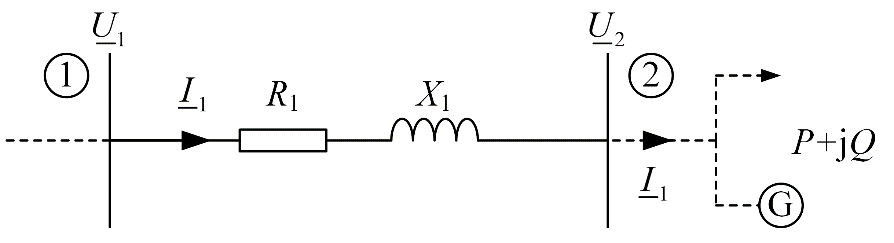 U₁
U₂
1
I₁
R₁
X₁
2
P+jQ
I₁
G